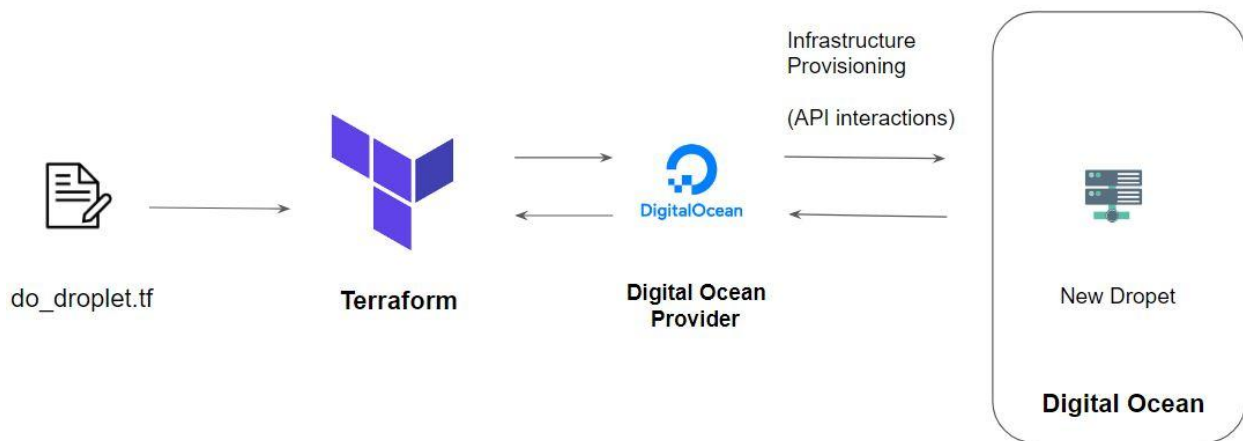 do_droplet.tf
Terraform
DigitalOcean
Digital Ocean
Provider
Infrastructure
Provisioning
(API interactions)
New Dropet
Digital Ocean